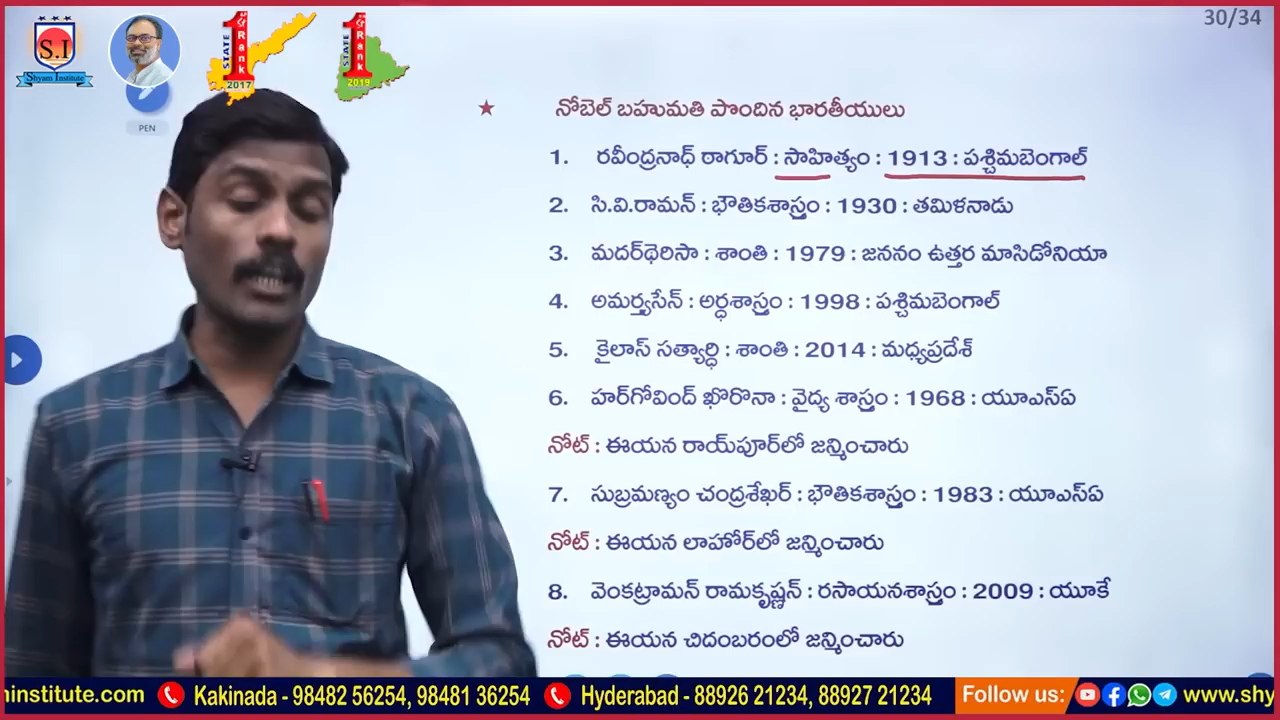 30/34
S.I
Shyam Institute
STATE 1st Rank 2017
STATE 1st Rank 2019
PEN
★ నోబెల్ బహుమతి పొందిన భారతీయులు
1. రవీంద్రనాధ్ ఠాగూర్ : సాహిత్యం : 1913 : పశ్చిమబెంగాల్
2. సి.వి.రామన్ : భౌతికశాస్త్రం : 1930 : తమిళనాడు
3. మదర్‌థెరిసా : శాంతి : 1979 : జననం ఉత్తర మాసిడోనియా
4. అమర్త్యసేన్ : అర్ధశాస్త్రం : 1998 : పశ్చిమబెంగాల్
5. కైలాస్ సత్యార్ధి : శాంతి : 2014 : మధ్యప్రదేశ్
6. హర్‌గోవింద్ ఖొరొనా : వైద్య శాస్త్రం : 1968 : యూఎస్ఏ
నోట్ : ఈయన రాయ్‌పూర్‌లో జన్మించారు
7. సుబ్రమణ్యం చంద్రశేఖర్ : భౌతికశాస్త్రం : 1983 : యూఎస్ఏ
నోట్ : ఈయన లాహోర్‌లో జన్మించారు
8. వెంకట్రామన్ రామకృష్ణన్ : రసాయనశాస్త్రం : 2009 : యూకే
నోట్ : ఈయన చిదంబరంలో జన్మించారు
ninstitute.com Kakinada - 98482 56254, 98481 36254 Hyderabad - 88926 21234, 88927 21234 Follow us: www.shy